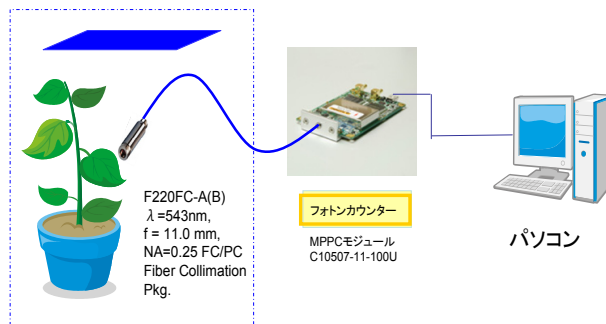 F220FC-A(B)
λ=543nm,
f = 11.0 mm,
NA=0.25 FC/PC
Fiber Collimation
Pkg.
フォトンカウンター
MPPCモジュール
C10507-11-100U
パソコン